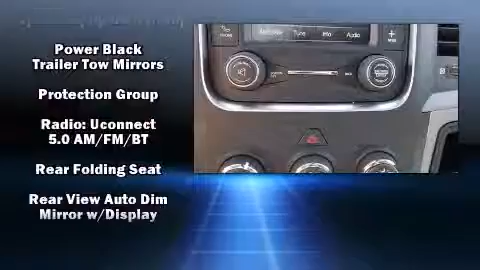 Power Black
Trailer Tow Mirrors
Protection Group
Radio: Uconnect
5.0 AM/FM/BT
Rear Folding Seat
Rear View Auto Dim
Mirror w/Display
Tune
Info
Audio